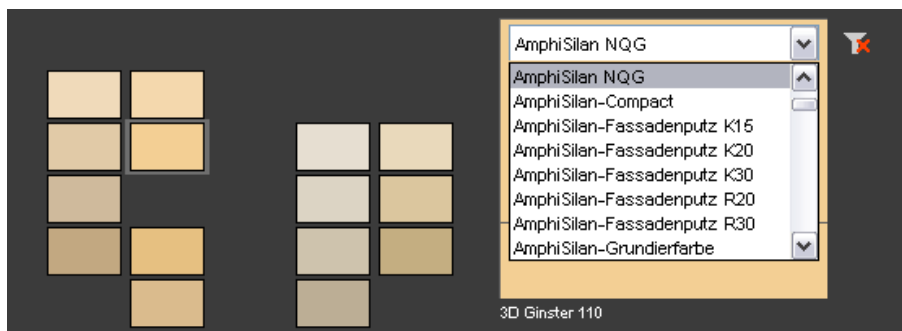 AmphiSilan NQG
AmphiSilan NQG
AmphiSilan-Compact
AmphiSilan-Fassadenputz K15
AmphiSilan-Fassadenputz K20
AmphiSilan-Fassadenputz K30
AmphiSilan-Fassadenputz R20
AmphiSilan-Fassadenputz R30
AmphiSilan-Grundierfarbe
3D Ginster 110